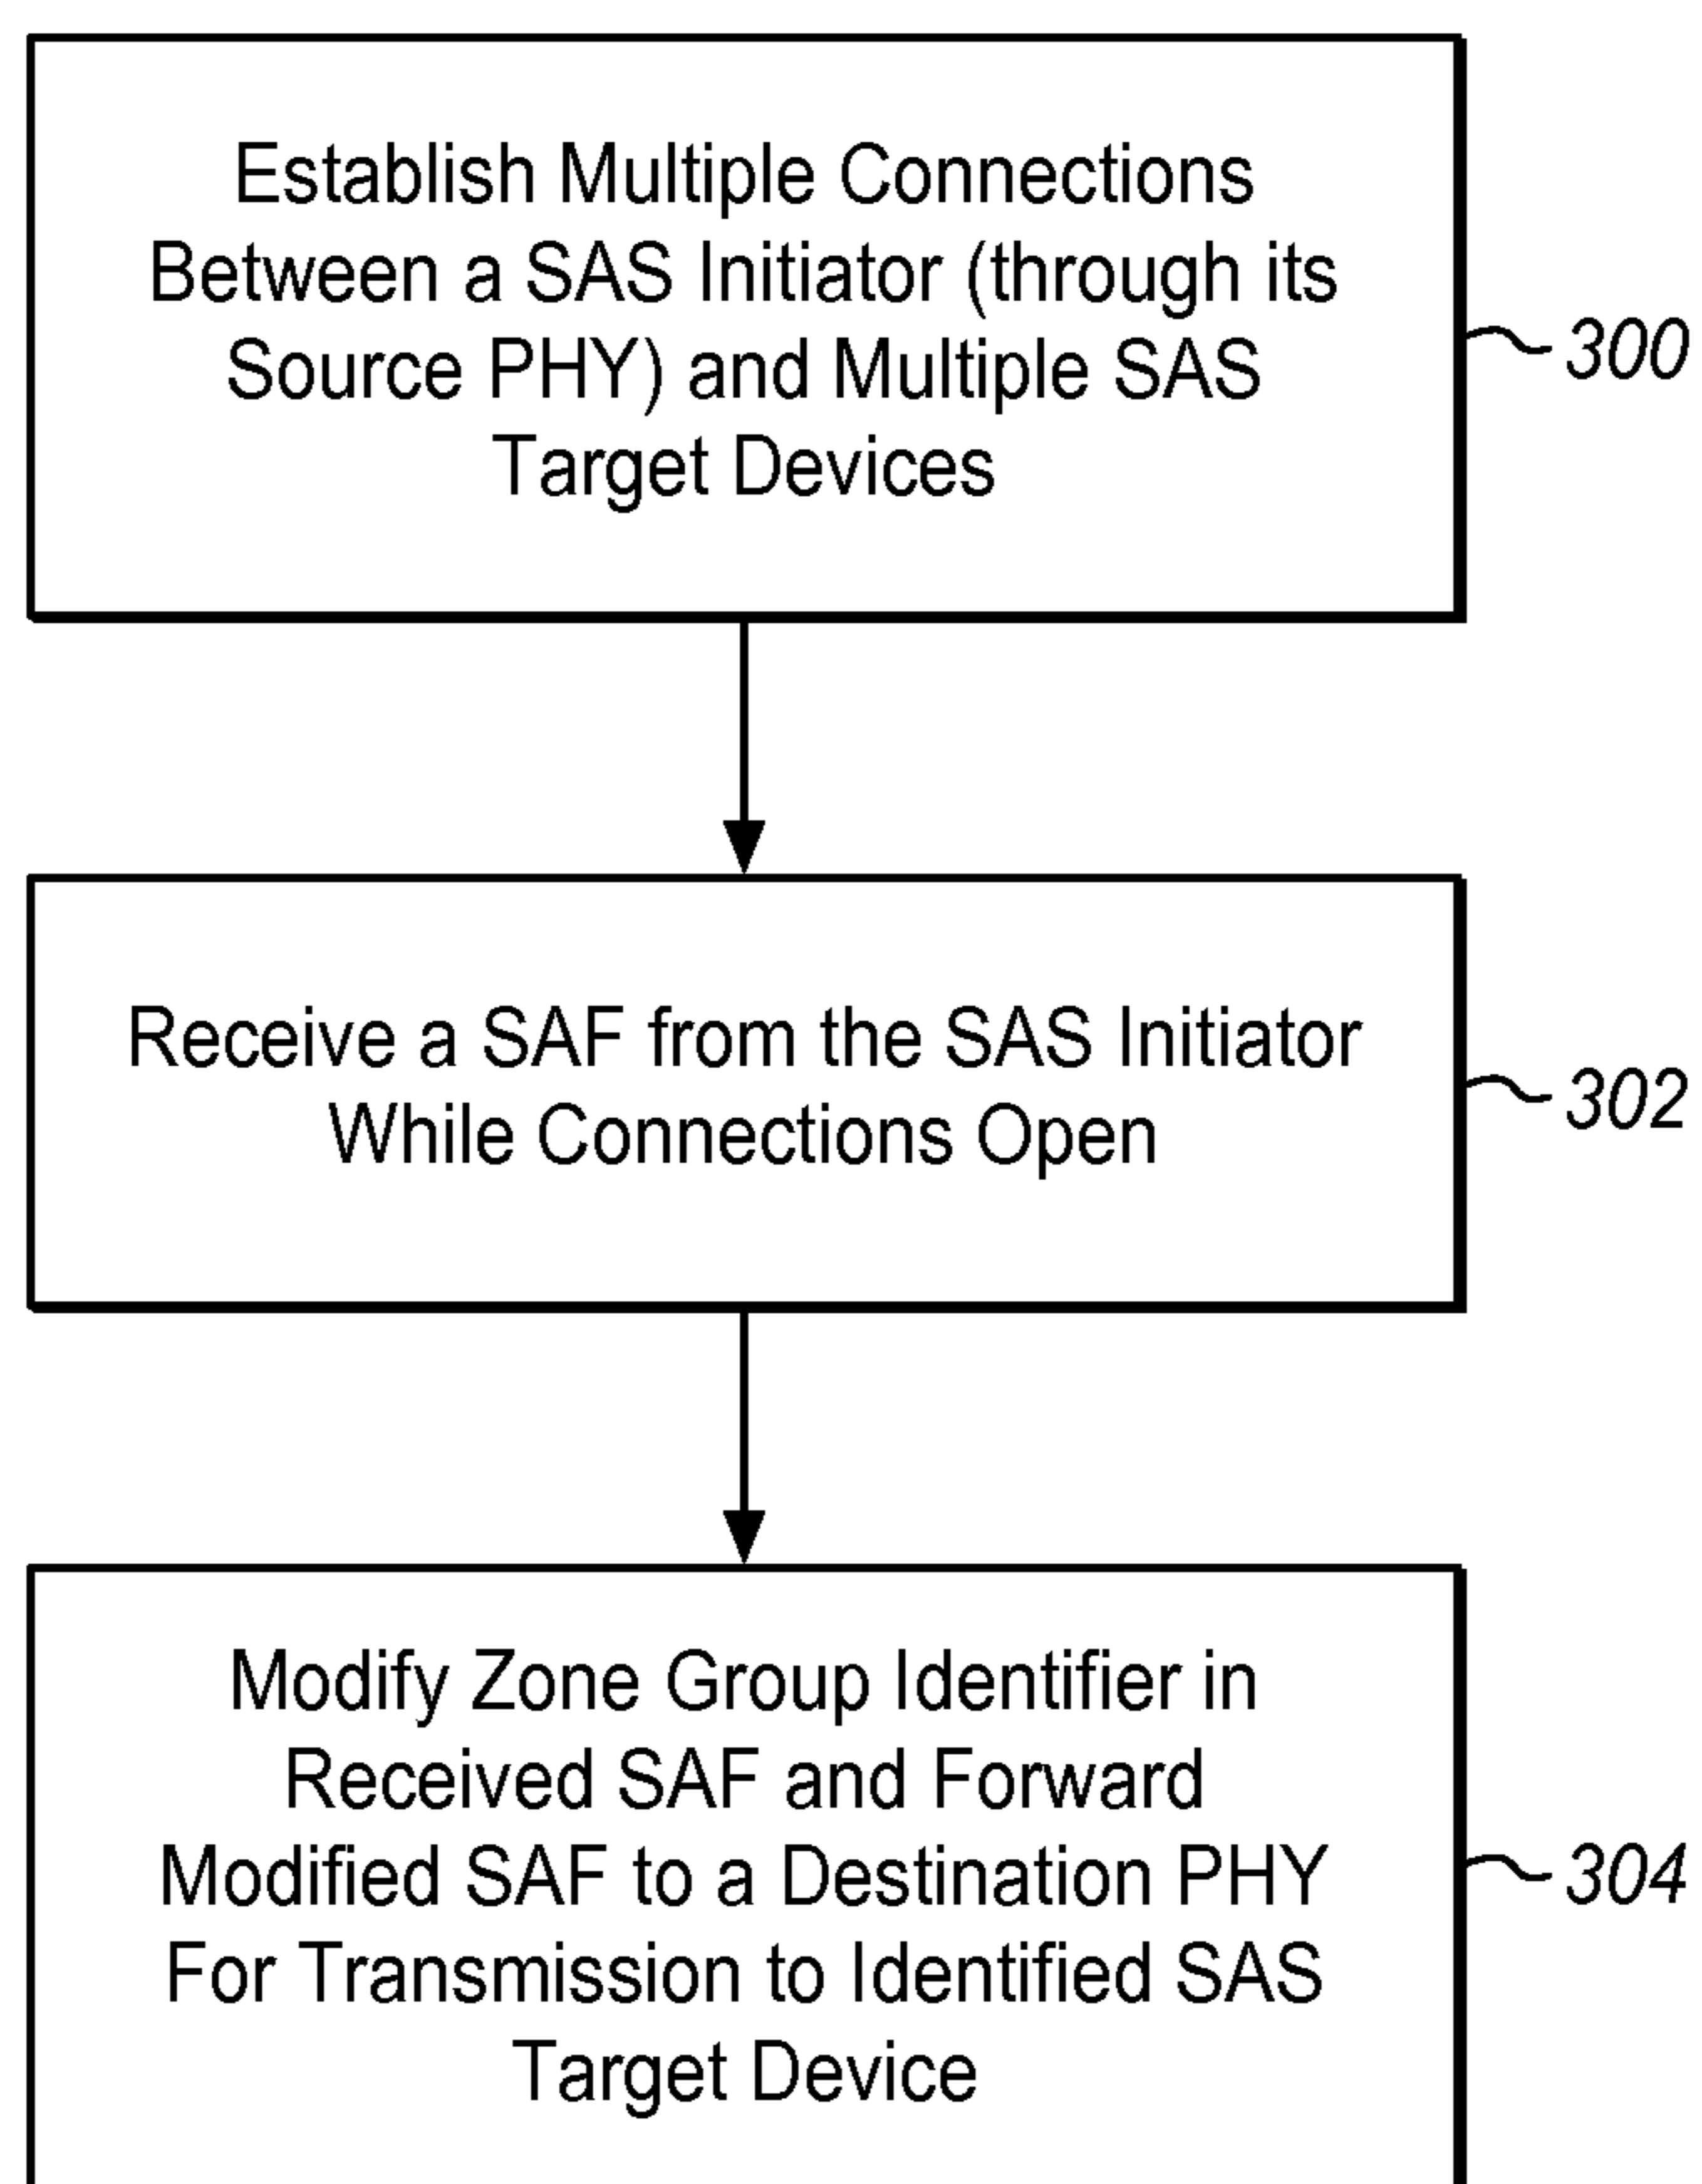 Establish Multiple Connections
Between a SAS Initiator (through its
Source PHY) and Multiple SAS
Target Devices
300
Receive a SAF from the SAS Initiator
While Connections Open
302
Modify Zone Group Identifier in
Received SAF and Forward
Modified SAF to a Destination PHY
For Transmission to Identified SAS
Target Device
304